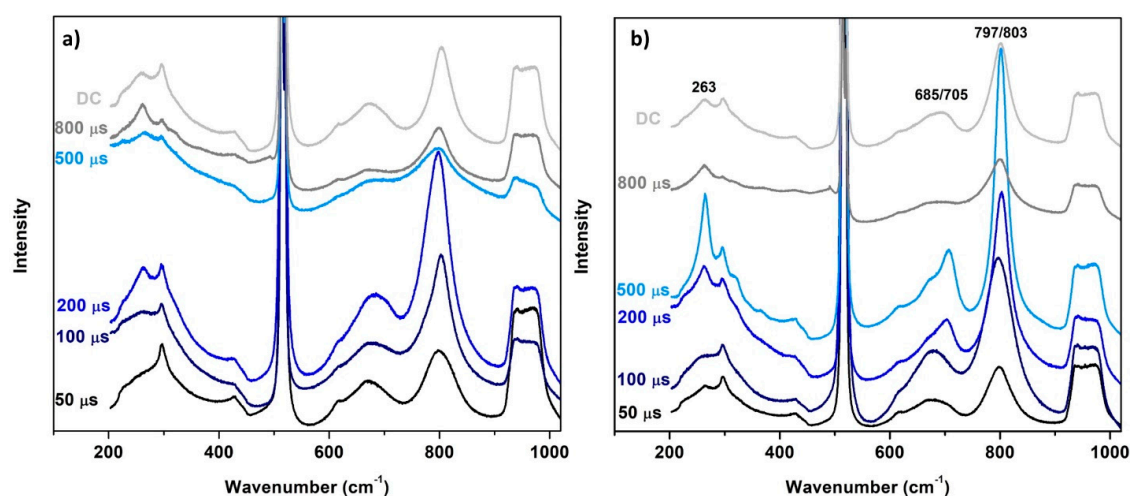 a)
DC
800 μs
500 μs
200 μs
100 μs
50 μs
Intensity
200 400 600 800 1000
Wavenumber (cm⁻¹)
b)
797/803
685/705
263
DC
800 μs
500 μs
200 μs
100 μs
50 μs
Intensity
200 400 600 800 1000
Wavenumber (cm⁻¹)